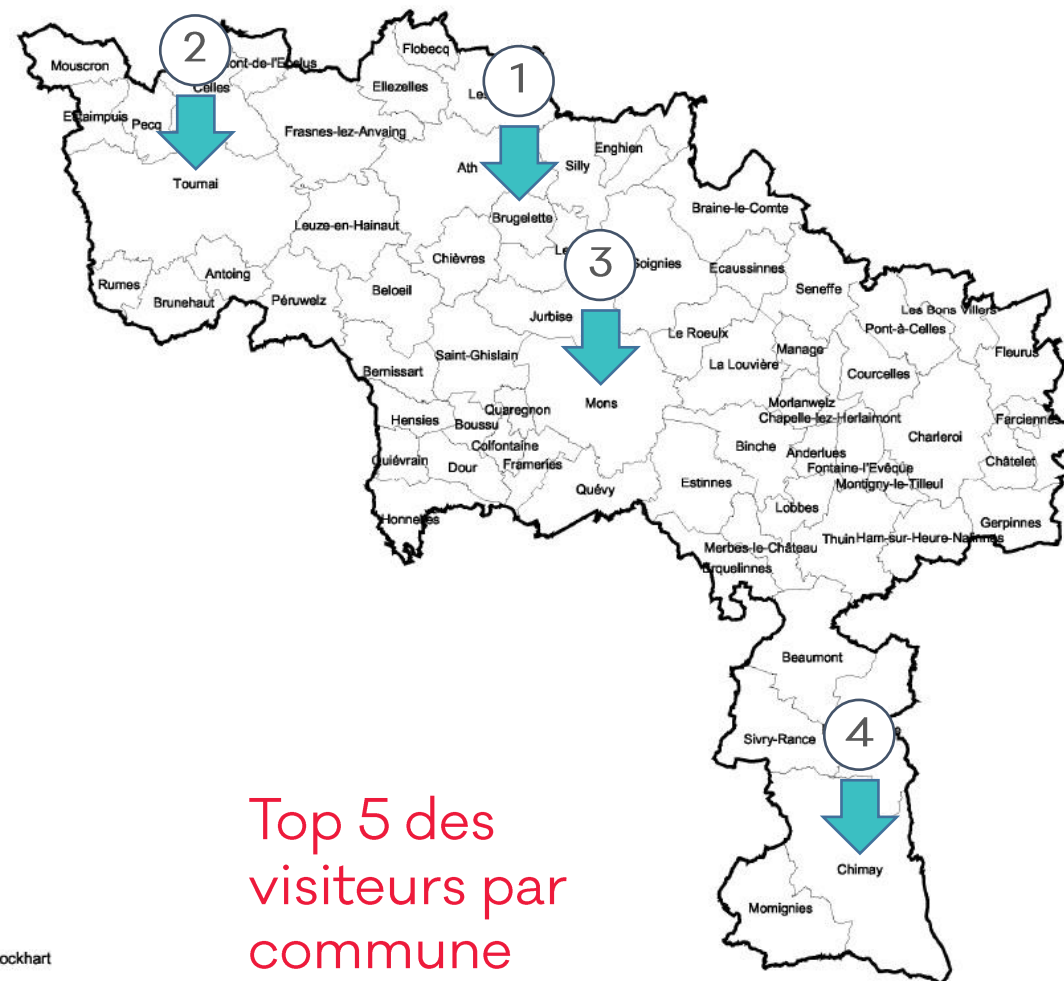 2
Mouscron
Flobecq
1
Celles
Ellezelles
Estaimpuis
Pecq
Frasnes-lez-Anvaing
Enghien
Ath
Silly
Tournai
Braine-le-Comte
Brugelette
Leuze-en-Hainaut
3
Chièvres
Soignies
Ecaussinnes
Antoing
Rumes
Beloeil
Seneffe
Brunehaut
Péruwelz
Les Bons Villers
Jurbise
Pont-à-Celles
Le Roeulx
Manage
Fleurus
Saint-Ghislain
La Louvière
Bernissart
Courcelles
Mons
Morlanwelz
Quaregnon
Chapelle-lez-Herlaimont
Farciennes
Hensies
Boussu
Charleroi
Colfontaine
Binche
Anderlues
Quiévrain
Dour
Frameries
Fontaine-l'Evêque
Châtelet
Estinnes
Montigny-le-Tilleul
Quévy
Lobbes
Honnelles
Gerpinnes
Thuin
Ham-sur-Heure-Nalinnes
Merbes-le-Château
Erquelinnes
Beaumont
4
Sivry-Rance
Top 5 des
visiteurs par
commune
Chimay
Momignies
ockhart